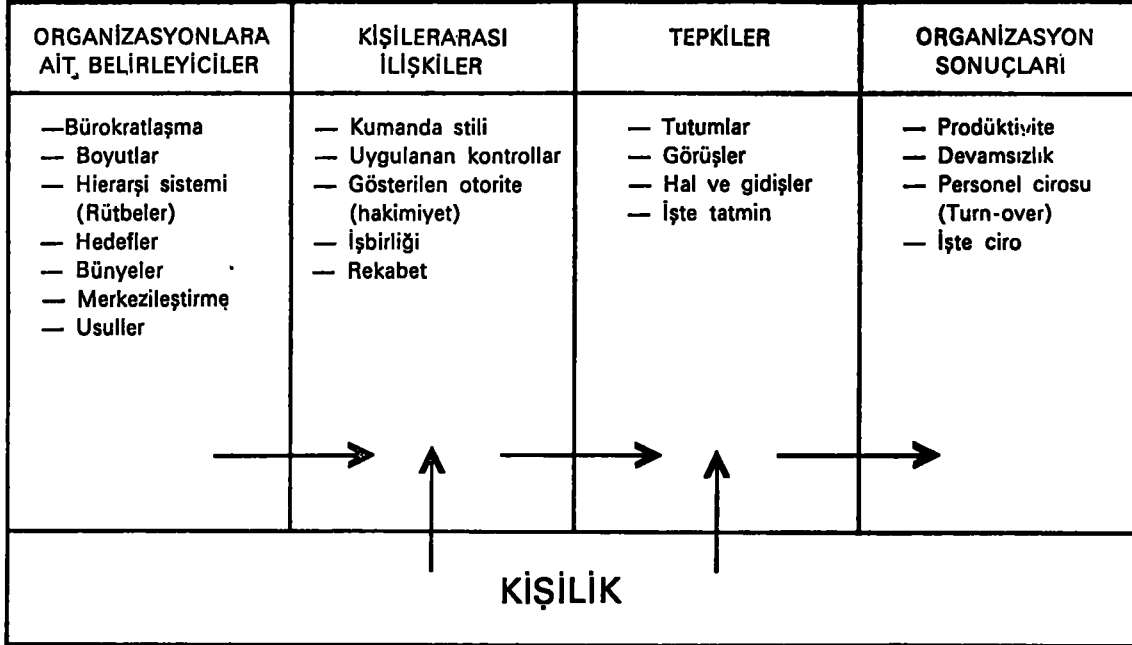 ORGANİZASYONLARA
AİT BELİRLEYİCİLER
KİŞİLERARASI
İLİŞKİLER
TEPKİLER
ORGANİZASYON
SONUÇLARI
—Bürokratlaşma
— Boyutlar
— Hierarşi sistemi
(Rütbeler)
— Hedefler
— Bünyeler
— Merkezileştirme
— Usuller
— Kumanda stili
— Uygulanan kontrollar
— Gösterilen otorite
(hakimiyet)
— İşbirliği
— Rekabet
— Tutumlar
— Görüşler
— Hal ve gidişler
— İşte tatmin
— Prodüktivite
— Devamsızlık
— Personel cirosu
(Turn-over)
— İşte ciro
KİŞİLİK